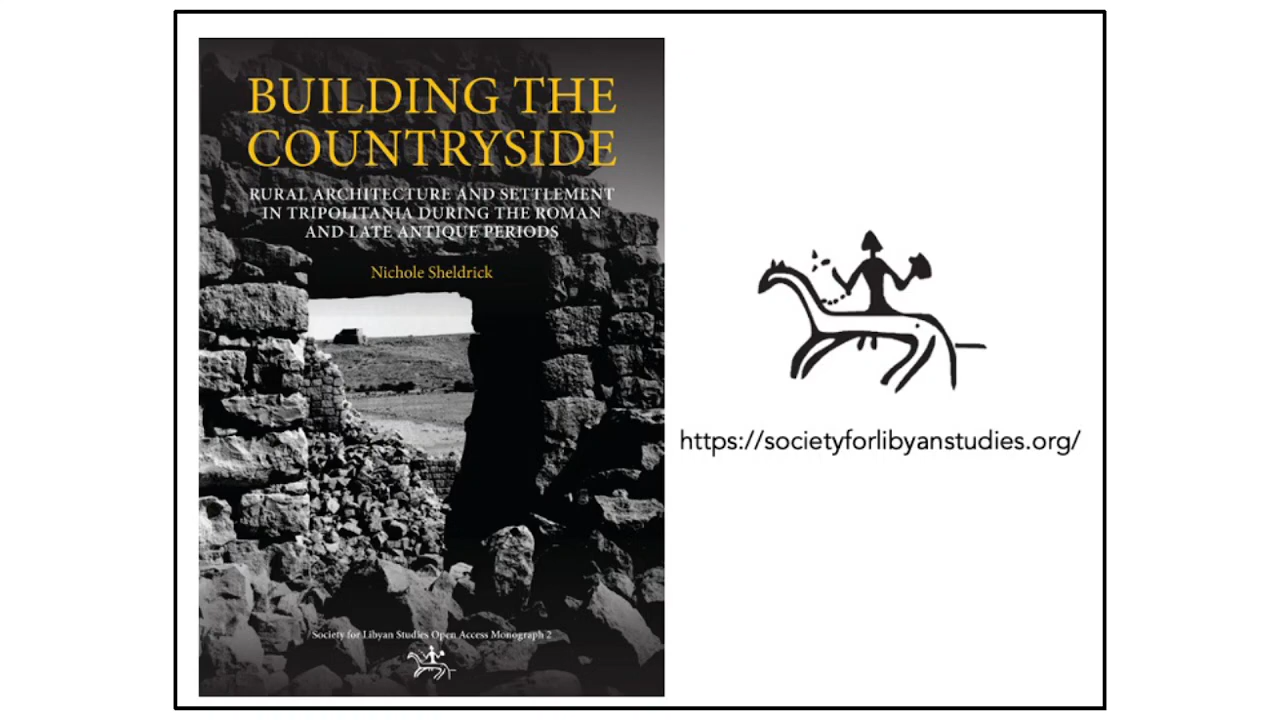 BUILDING THE
COUNTRYSIDE
RURAL ARCHITECTURE AND SETTLEMENT
IN TRIPOLITANIA DURING THE ROMAN
AND LATE ANTIQUE PERIODS
Nichole Sheldrick
Society for Libyan Studies Open Access Monograph 2
https://societyforlibyanstudies.org/